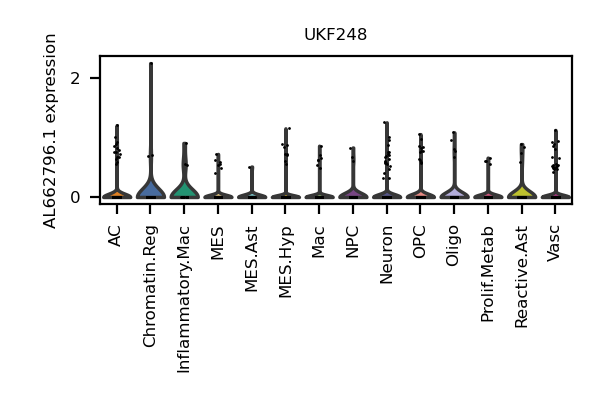 UKF248
AL662796.1 expression
2
0
AC
Chromatin.Reg
Inflammatory.Mac
MES
MES.Ast
MES.Hyp
Mac
NPC
Neuron
OPC
Oligo
Prolif.Metab
Reactive.Ast
Vasc